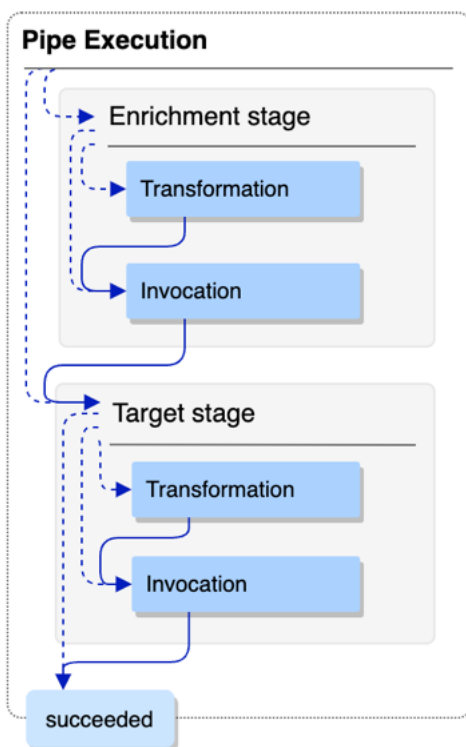 Pipe Execution
Enrichment stage
Transformation
Invocation
Target stage
Transformation
Invocation
succeeded